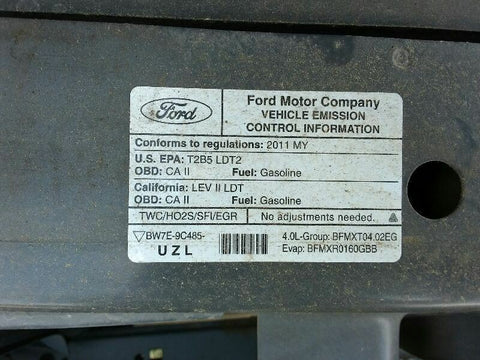 Ford
Ford Motor Company
VEHICLE EMISSION
CONTROL INFORMATION
Conforms to regulations: 2011 MY
U.S. EPA: T2B5 LDT2
OBD: CA II Fuel: Gasoline
California: LEV II LDT
OBD: CA II Fuel: Gasoline
TWC/HO2S/SFI/EGR No adjustments needed.
BW7E-9C485- 4.0L-Group: BFMXT04.02EG
UZL Evap: BFMXR0160GBB